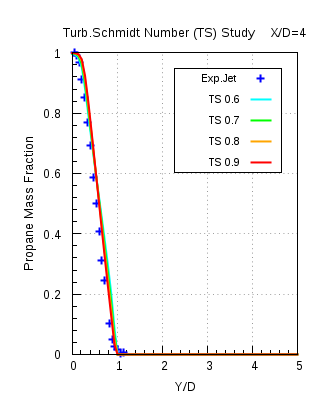 Turb.Schmidt Number (TS) Study X/D=4
Propane Mass Fraction
1
0.8
0.6
0.4
0.2
0
Exp.Jet
TS 0.6
TS 0.7
TS 0.8
TS 0.9
0 1 2 3 4 5
Y/D